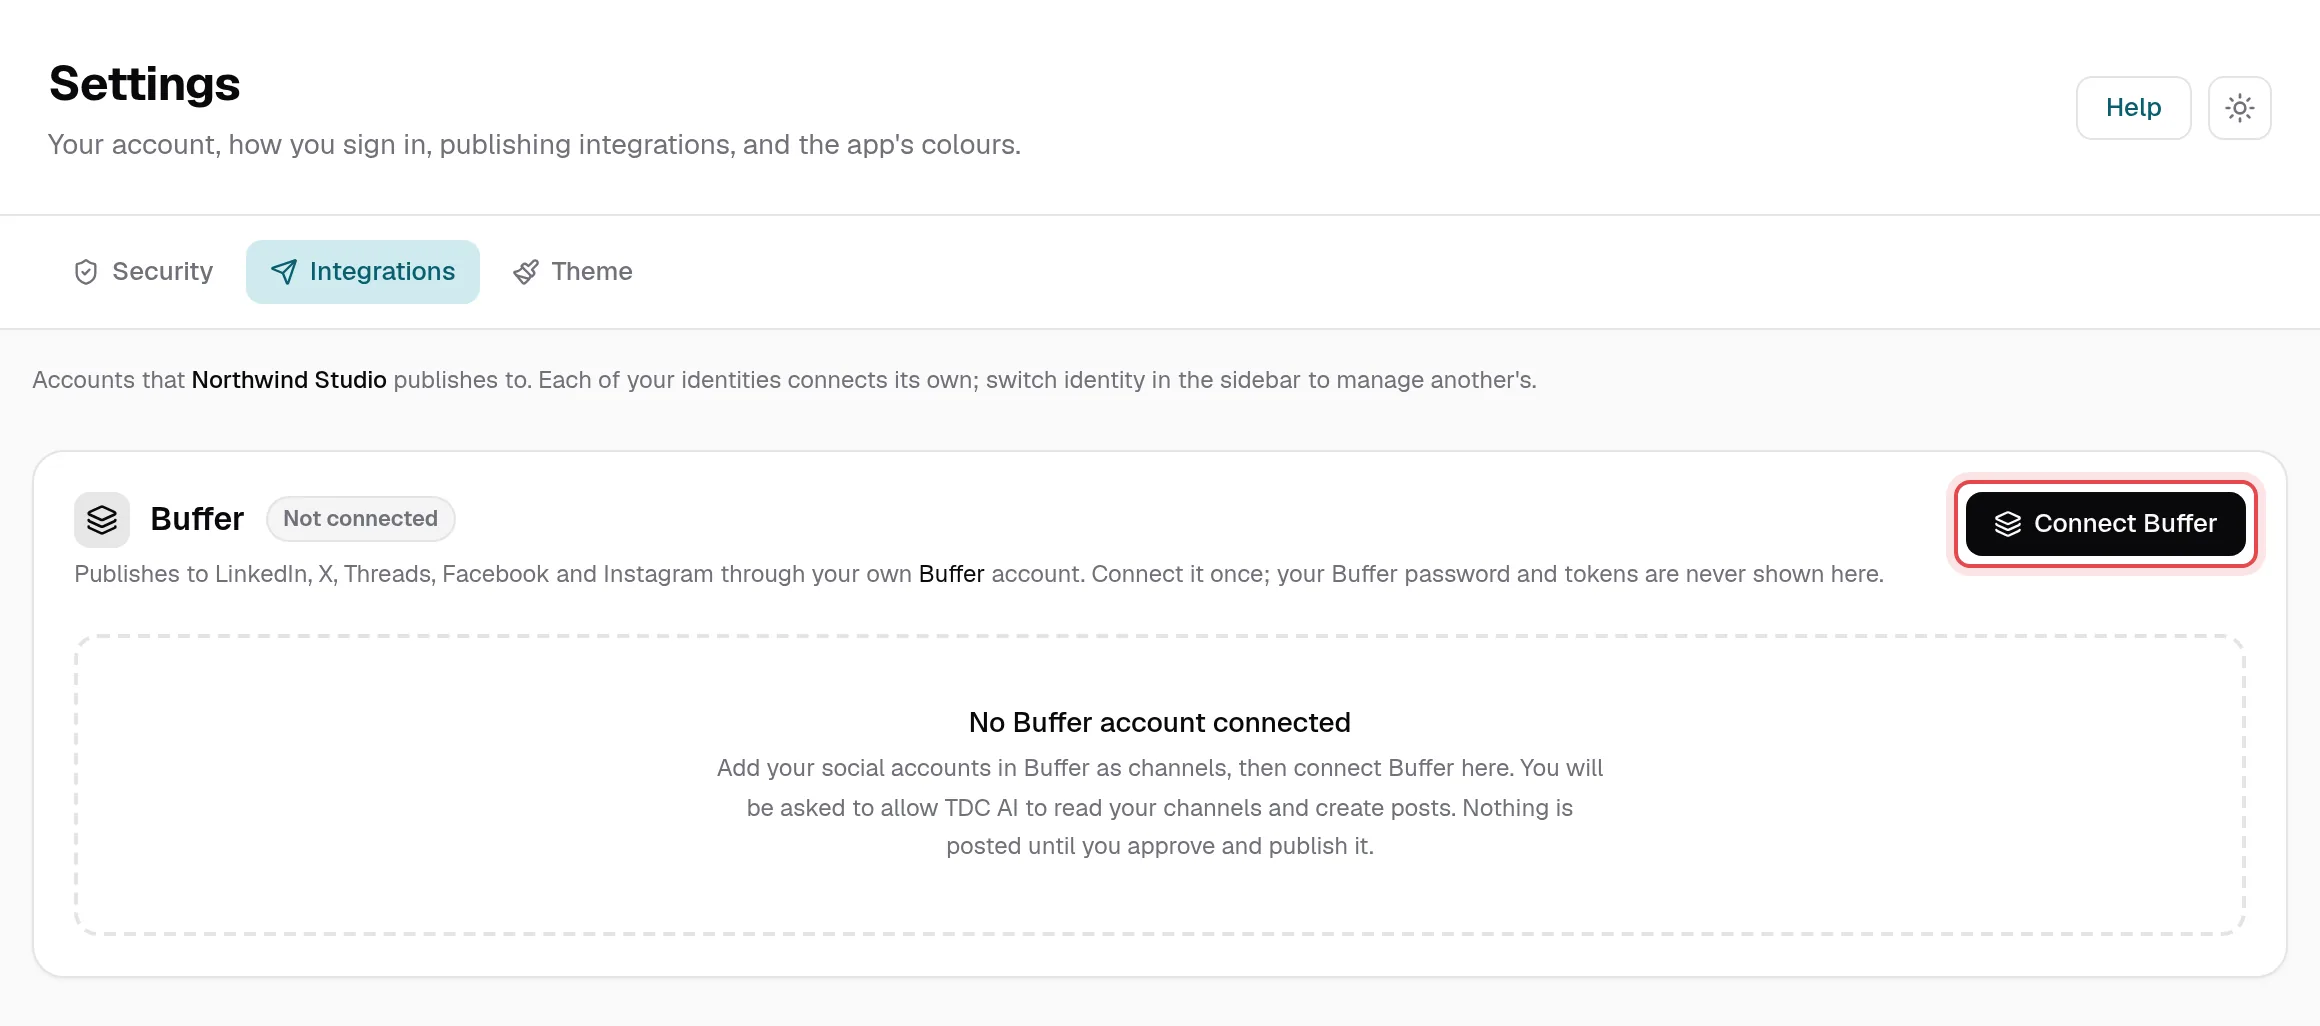 Settings
Your account, how you sign in, publishing integrations, and the app's colours.
Help
Security
Integrations
Theme
Accounts that Northwind Studio publishes to. Each of your identities connects its own; switch identity in the sidebar to manage another's.
Buffer
Not connected
Connect Buffer
Publishes to LinkedIn, X, Threads, Facebook and Instagram through your own Buffer account. Connect it once; your Buffer password and tokens are never shown here.
No Buffer account connected
Add your social accounts in Buffer as channels, then connect Buffer here. You will
be asked to allow TDC AI to read your channels and create posts. Nothing is
posted until you approve and publish it.